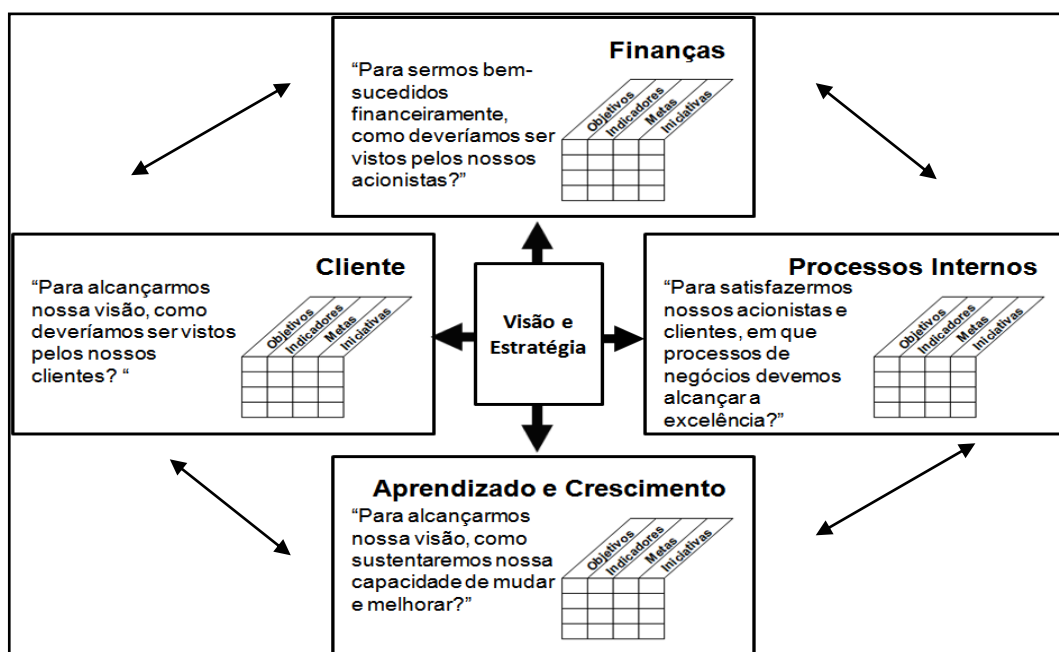 Finanças
“Para sermos bem-
sucedidos
financeiramente,
como deveríamos ser
vistos pelos nossos
acionistas?”
Objetivos
Indicadores
Metas
Iniciativas
Cliente
“Para alcançarmos
nossa visão, como
deveríamos ser vistos
pelos nossos
clientes? “
Objetivos
Indicadores
Metas
Iniciativas
Visão e
Estratégia
Processos Internos
“Para satisfazermos
nossos acionistas e
clientes, em que
processos de
negócios devemos
alcançar a
excelência?”
Objetivos
Indicadores
Metas
Iniciativas
Aprendizado e Crescimento
“Para alcançarmos
nossa visão, como
sustentaremos nossa
capacidade de mudar
e melhorar?”
Objetivos
Indicadores
Metas
Iniciativas